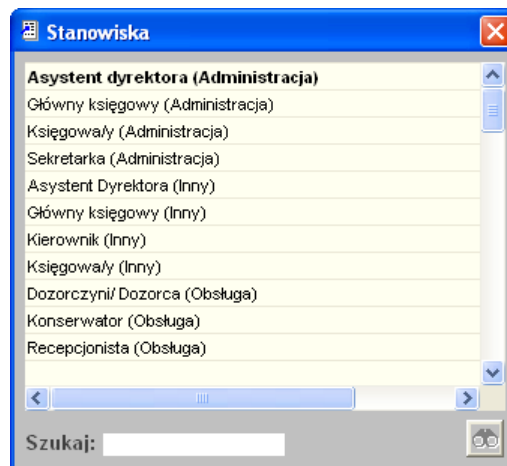 Stanowiska
Asystent dyrektora (Administracja)
Główny księgowy (Administracja)
Księgowa/y (Administracja)
Sekretarka (Administracja)
Asystent Dyrektora (Inny)
Główny księgowy (Inny)
Kierownik (Inny)
Księgowa/y (Inny)
Dozorczyni/ Dozorca (Obsługa)
Konserwator (Obsługa)
Recepcjonista (Obsługa)
Szukaj: